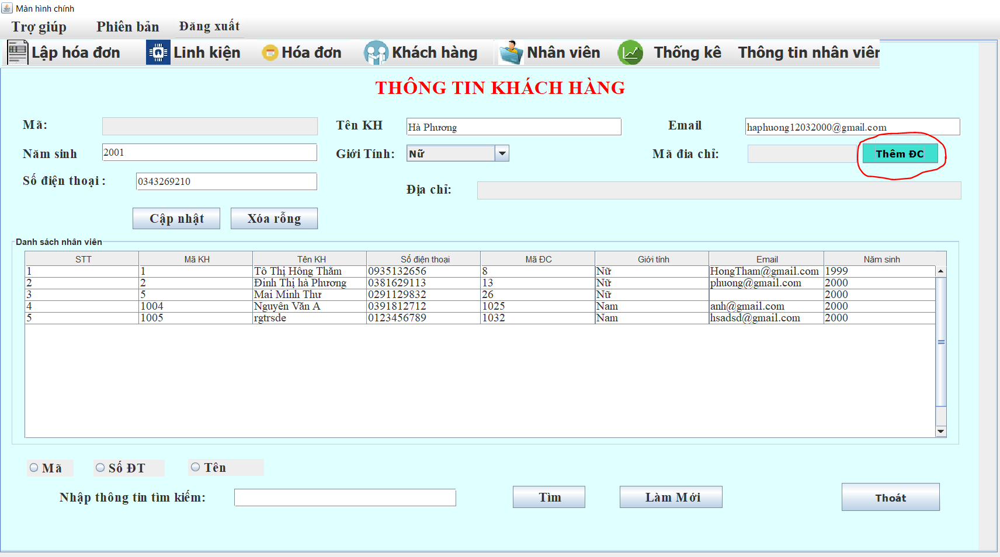 Màn hình chính
Trợ giúp Phiên bản Đăng xuất
Lập hóa đơn Linh kiện Hóa đơn Khách hàng Nhân viên Thống kê Thông tin nhân viên
THÔNG TIN KHÁCH HÀNG
Mã: Tên KH Hà Phương Email haphuong12032000@gmail.com
Năm sinh 2001 Giới Tính: Nữ Mã đia chỉ: Thêm ĐC
Số điện thoại : 0343269210 Địa chỉ:
Cập nhật Xóa rỗng
Danh sách nhân viên
STT Mã KH Tên KH Số điện thoại Mã ĐC Giới tính Email Năm sinh
1 1 Tô Thị Hồng Thăm 0935132656 8 Nữ HongTham@gmail.com 1999
2 2 Đinh Thị hà Phương 0381629113 13 Nữ phuong@gmail.com 2000
3 5 Mai Minh Thư 0291129832 26 Nữ 2000
4 1004 Nguyên Văn A 0391812712 1025 Nam anh@gmail.com 2000
5 1005 rgtrsde 0123456789 1032 Nam hsadsd@gmail.com 2000
Mã Số ĐT Tên
Nhập thông tin tìm kiếm: Tìm Làm Mới Thoát